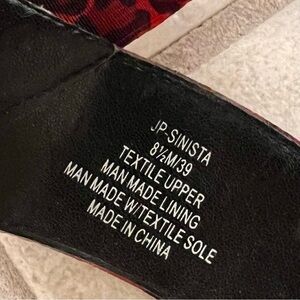 JP-SINISTA
8½M/39
TEXTILE UPPER
MAN MADE LINING
MAN MADE W/TEXTILE SOLE
MADE IN CHINA